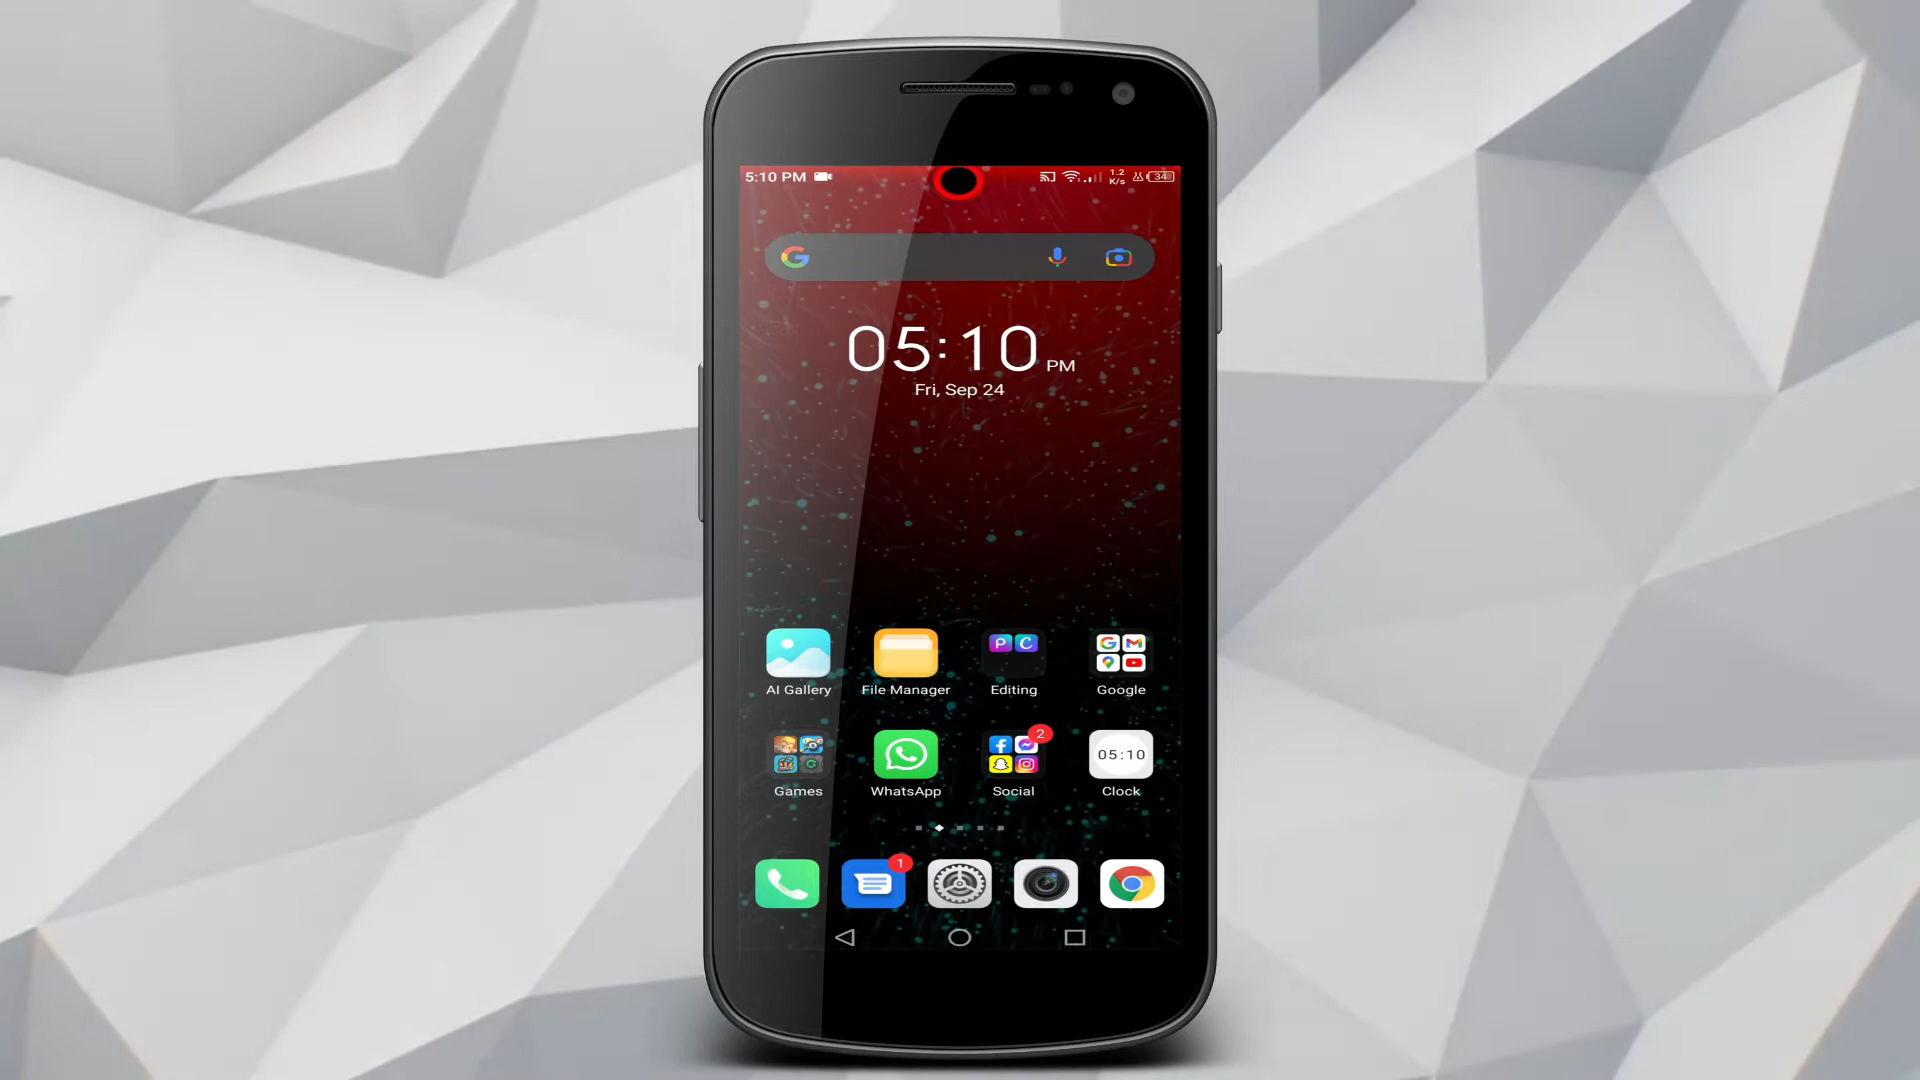 5:10 PM 1.2 K/s 34
05:10 PM
Fri, Sep 24
AI Gallery File Manager Editing Google
2
05:10
Games WhatsApp Social Clock
1